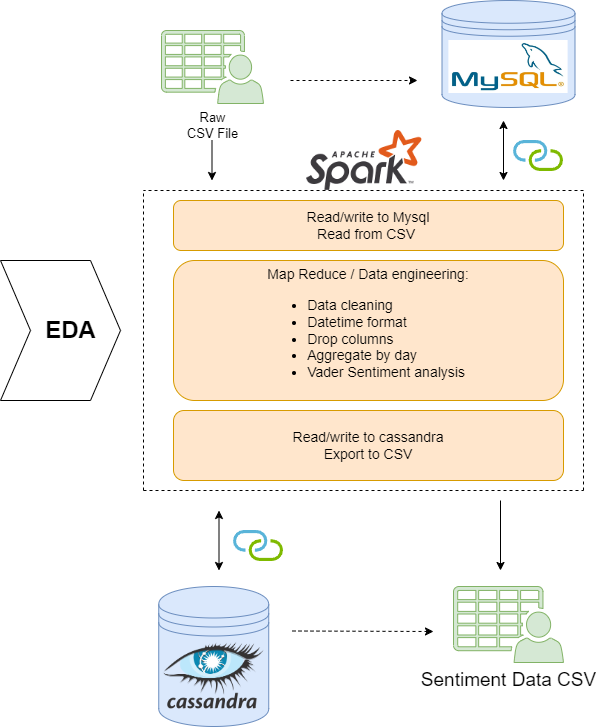 MySQL®
Raw
CSV File
APACHE
Spark™
Read/write to Mysql
Read from CSV
EDA
Map Reduce / Data engineering:
• Data cleaning
• Datetime format
• Drop columns
• Aggregate by day
• Vader Sentiment analysis
Read/write to cassandra
Export to CSV
cassandra
Sentiment Data CSV